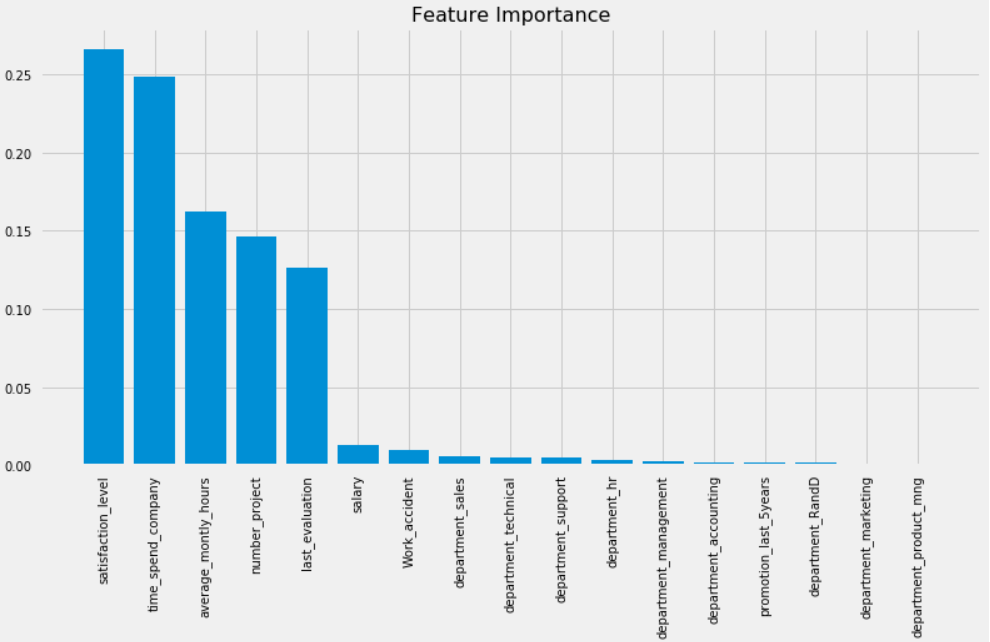 Feature Importance
0.25
0.20
0.15
0.10
0.05
0.00
satisfaction_level
time_spend_company
average_montly_hours
number_project
last_evaluation
salary
Work_accident
department_sales
department_technical
department_support
department_hr
department_management
department_accounting
promotion_last_5years
department_RandD
department_marketing
department_product_mng